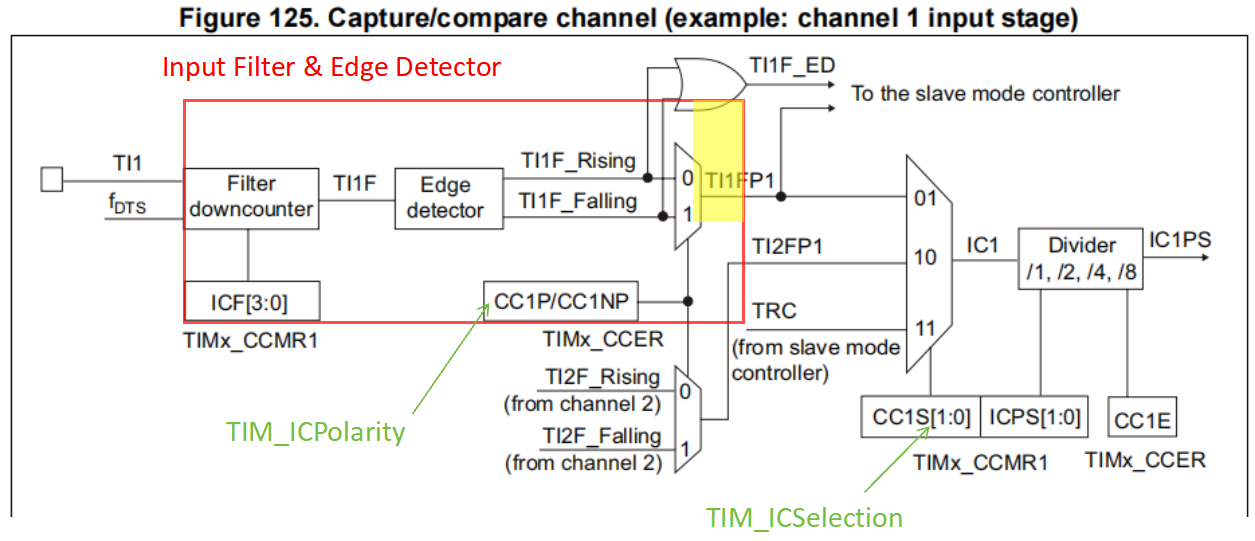 Figure 125. Capture/compare channel (example: channel 1 input stage)
Input Filter & Edge Detector
TI1F_ED
To the slave mode controller
TI1
fDTS
Filter
downcounter
TI1F
Edge
detector
TI1F_Rising
TI1F_Falling
0
1
TI1FP1
01
TI2FP1
10
IC1
Divider
/1, /2, /4, /8
IC1PS
ICF[3:0]
TIMx_CCMR1
CC1P/CC1NP
TIMx_CCER
TRC
11
(from slave mode
controller)
TI2F_Rising
(from channel 2)
0
TI2F_Falling
(from channel 2)
1
CC1S[1:0]
ICPS[1:0]
TIMx_CCMR1
CC1E
TIMx_CCER
TIM_ICPolarity
TIM_ICSelection